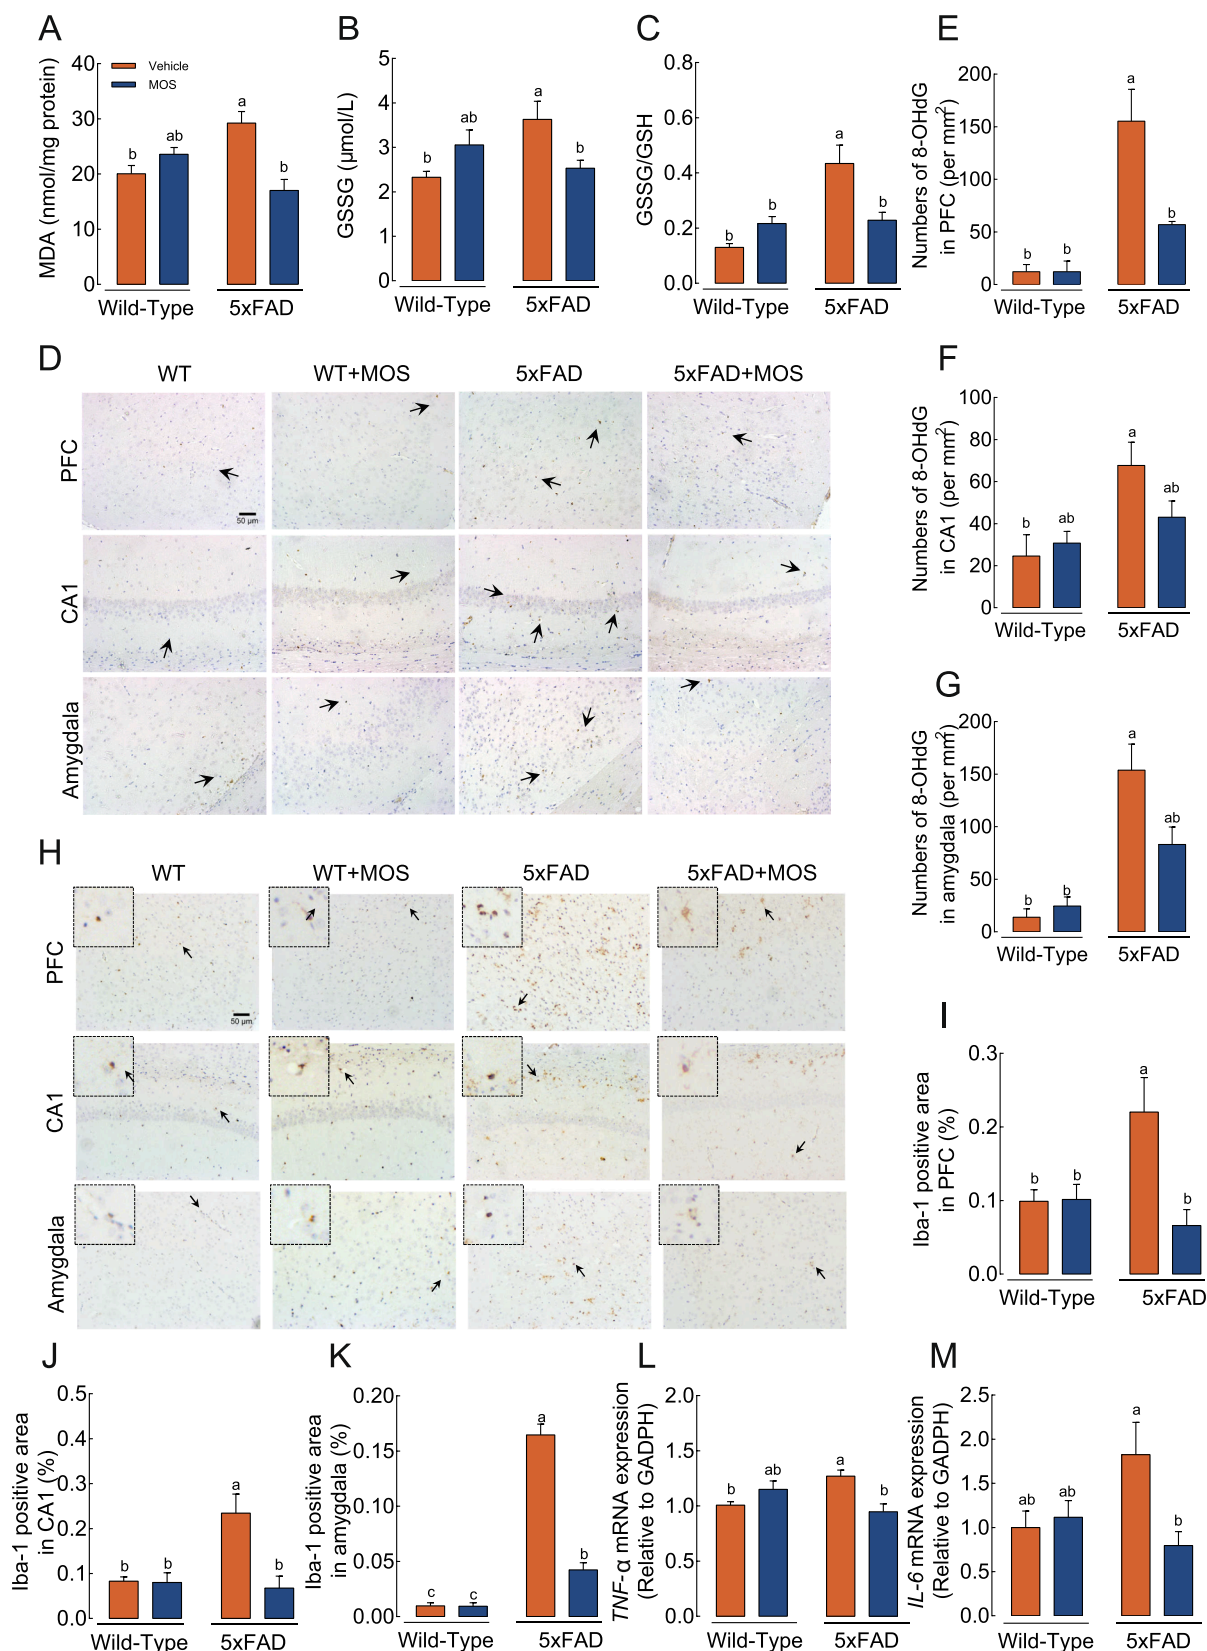 A
MDA (nmol/mg protein)
40
30
20
10
0
Vehicle
MOS
b
ab
a
b
Wild-Type
5xFAD
B
GSSG (μmol/L)
5
4
3
2
1
0
b
ab
a
b
Wild-Type
5xFAD
C
GSSG/GSH
0.8
0.6
0.4
0.2
0.0
b
b
a
b
Wild-Type
5xFAD
E
Numbers of 8-OHdG
in PFC (per mm²)
200
150
100
50
0
b
b
a
b
Wild-Type
5xFAD
D
WT
WT+MOS
5xFAD
5xFAD+MOS
PFC
50 μm
CA1
Amygdala
F
Numbers of 8-OHdG
in CA1 (per mm²)
100
80
60
40
20
0
b
ab
a
ab
Wild-Type
5xFAD
G
Numbers of 8-OHdG
in amygdala (per mm²)
200
150
100
50
0
b
b
a
ab
Wild-Type
5xFAD
H
WT
WT+MOS
5xFAD
5xFAD+MOS
PFC
50 μm
CA1
Amygdala
I
Iba-1 positive area
in PFC (%)
0.3
0.2
0.1
0.0
b
b
a
b
Wild-Type
5xFAD
J
Iba-1 positive area
in CA1 (%)
0.5
0.4
0.3
0.2
0.1
0.0
b
b
a
b
Wild-Type
5xFAD
K
Iba-1 positive area
in amygdala (%)
0.20
0.15
0.10
0.05
0.00
c
c
a
b
Wild-Type
5xFAD
L
TNF-α mRNA expression
(Relative to GADPH)
2.0
1.5
1.0
0.5
0.0
b
ab
a
b
Wild-Type
5xFAD
M
IL-6 mRNA expression
(Relative to GADPH)
2.5
2.0
1.5
1.0
0.5
0.0
ab
ab
a
b
Wild-Type
5xFAD